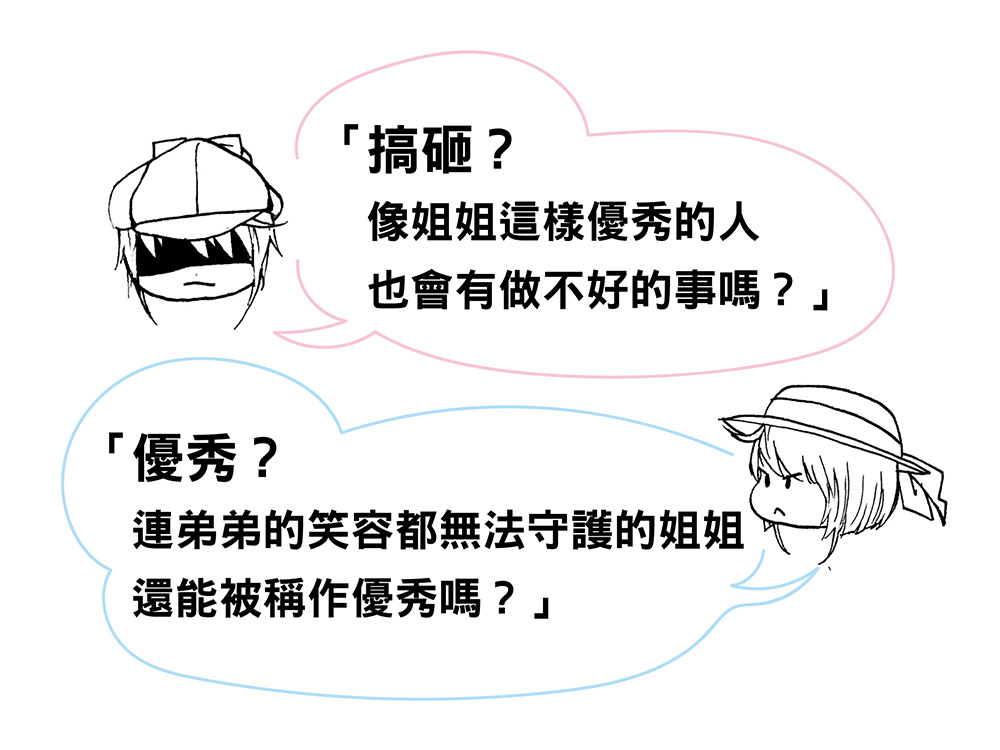 「搞砸？
像姐姐這樣優秀的人
也會有做不好的事嗎？」
「優秀？
連弟弟的笑容都無法守護的姐姐
還能被稱作優秀嗎？」